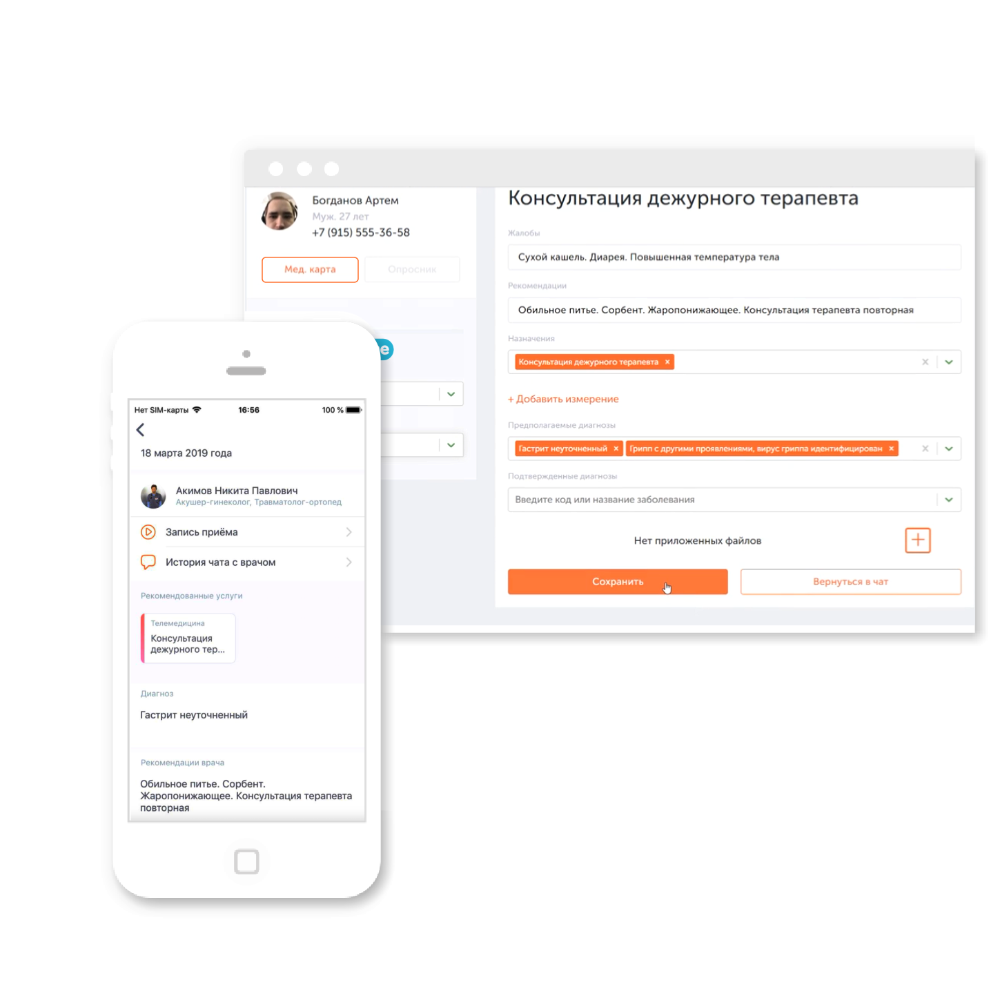 Богданов Артем
Муж. 27 лет
+7 (915) 555-36-58
Мед. карта
Опросник
Консультация дежурного терапевта
Жалобы
Сухой кашель. Диарея. Повышенная температура тела
Рекомендации
Обильное питье. Сорбент. Жаропонижающее. Консультация терапевта повторная
Назначения
Консультация дежурного терапевта ×
+ Добавить измерение
Предполагаемые диагнозы
Гастрит неуточненный × Грипп с другими проявлениями, вирус гриппа идентифицирован ×
Подтвержденные диагнозы
Введите код или название заболевания
Нет приложенных файлов
Сохранить
Вернуться в чат
e
Нет SIM-карты 16:56 100 %
18 марта 2019 года
Акимов Никита Павлович
Акушер-гинеколог, Травматолог-ортопед
Запись приёма
История чата с врачом
Рекомендованные услуги
Телемедицина
Консультация
дежурного тер...
Диагноз
Гастрит неуточненный
Рекомендации врача
Обильное питье. Сорбент.
Жаропонижающее. Консультация терапевта
повторная